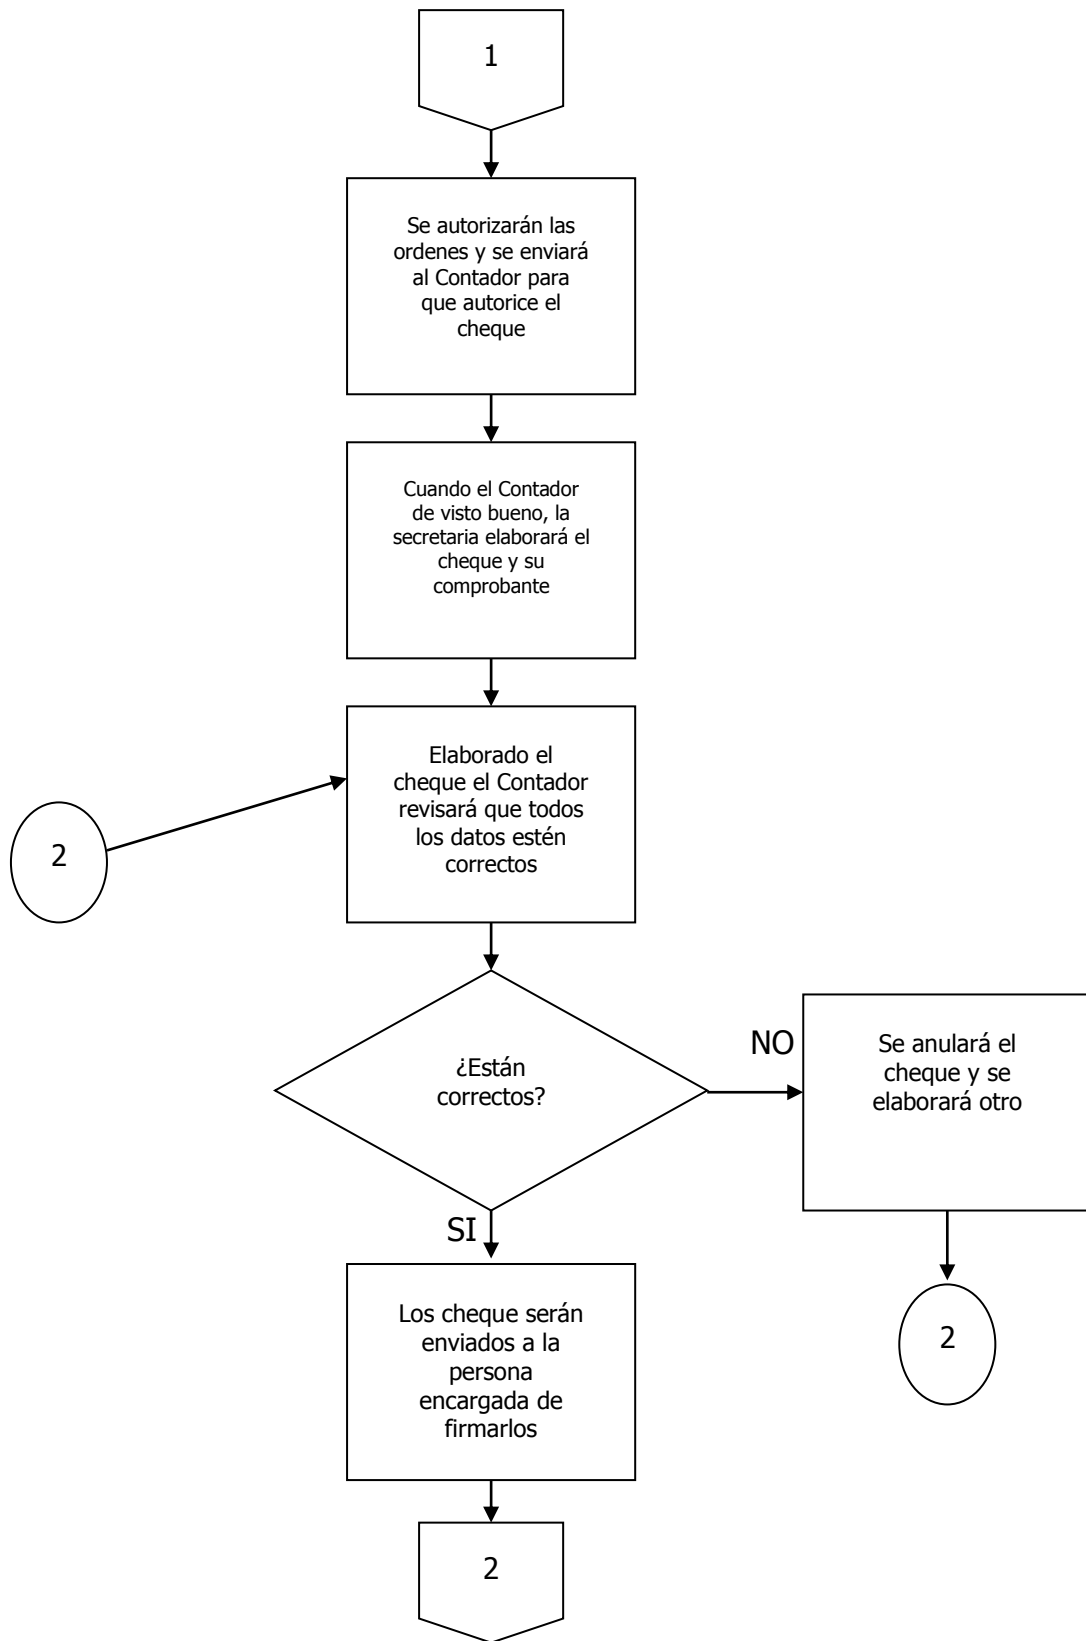 1
Se autorizarán las
ordenes y se enviará
al Contador para
que autorice el
cheque
Cuando el Contador
de visto bueno, la
secretaria elaborará el
cheque y su
comprobante
Elaborado el
cheque el Contador
revisará que todos
los datos estén
correctos
2
¿Están
correctos?
NO
Se anulará el
cheque y se
elaborará otro
SI
Los cheque serán
enviados a la
persona
encargada de
firmarlos
2
2